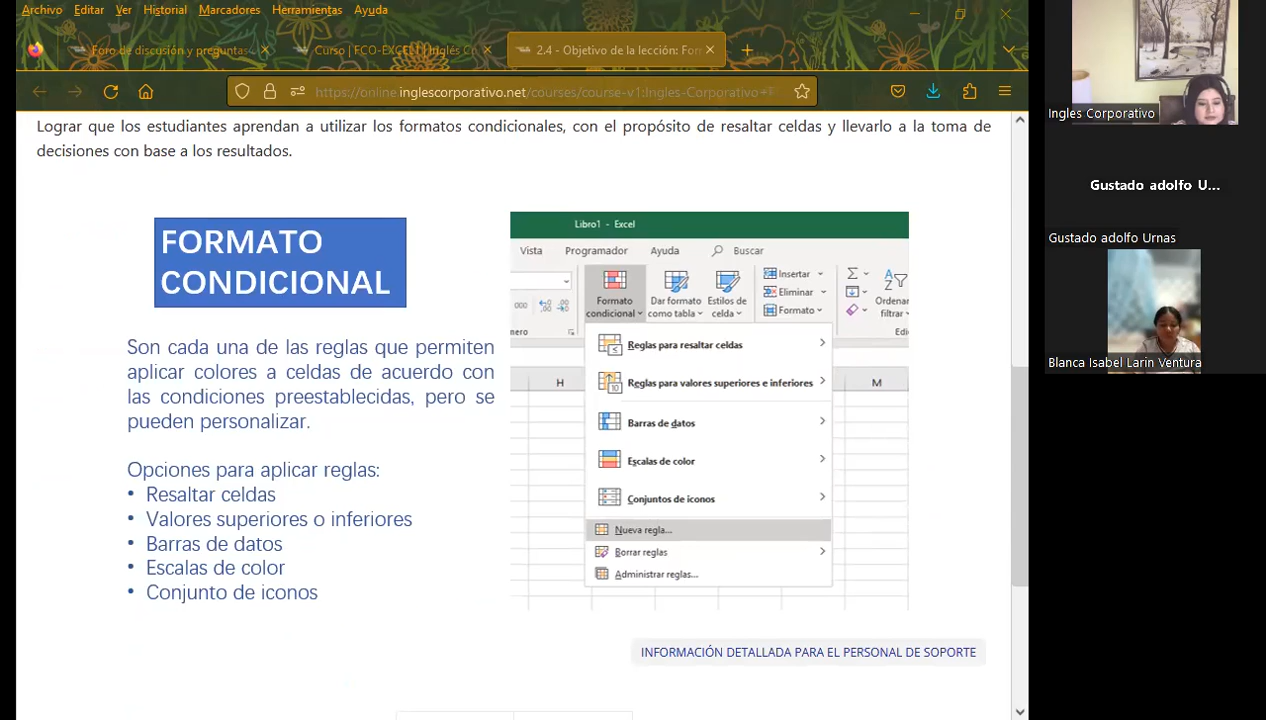 Archivo Editar Ver Historial Marcadores Herramientas Ayuda
Foro de discusión y preguntas
Curso | FCO-EXCEL1 | Inglés Co
2.4 - Objetivo de la lección: For
https://online.inglescorporativo.net/courses/course-v1:Ingles-Corporativo+F
Lograr que los estudiantes aprendan a utilizar los formatos condicionales, con el propósito de resaltar celdas y llevarlo a la toma de
decisiones con base a los resultados.
FORMATO
CONDICIONAL
Son cada una de las reglas que permiten
aplicar colores a celdas de acuerdo con
las condiciones preestablecidas, pero se
pueden personalizar.
Opciones para aplicar reglas:
• Resaltar celdas
• Valores superiores o inferiores
• Barras de datos
• Escalas de color
• Conjunto de iconos
Libro1 - Excel
Vista Programador Ayuda Buscar
Formato
condicional
Dar formato
como tabla
Estilos de
celda
Insertar
Eliminar
Formato
Ordenar
filtrar
000
mero
Edi
H
M
Reglas para resaltar celdas
Reglas para valores superiores e inferiores
10
Barras de datos
Escalas de color
Conjuntos de iconos
Nueva regla...
Borrar reglas
Administrar reglas...
INFORMACIÓN DETALLADA PARA EL PERSONAL DE SOPORTE
Ingles Corporativo
Gustado adolfo U...
Gustado adolfo Urnas
Blanca Isabel Larin Ventura